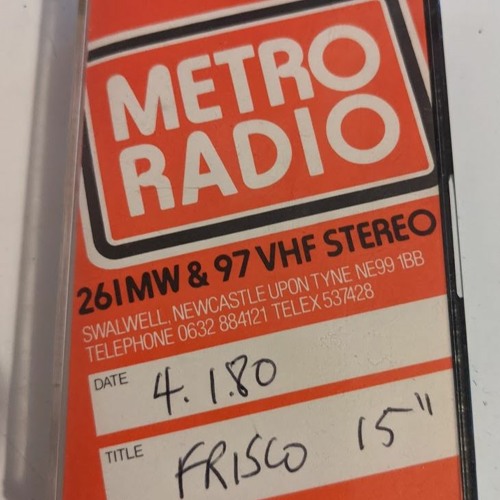 METRO
RADIO
261MW & 97 VHF STEREO
SWALWELL, NEWCASTLE UPON TYNE NE99 1BB
TELEPHONE 0632 884121 TELEX 537428
DATE 4.1.80
TITLE FRISCO 15"